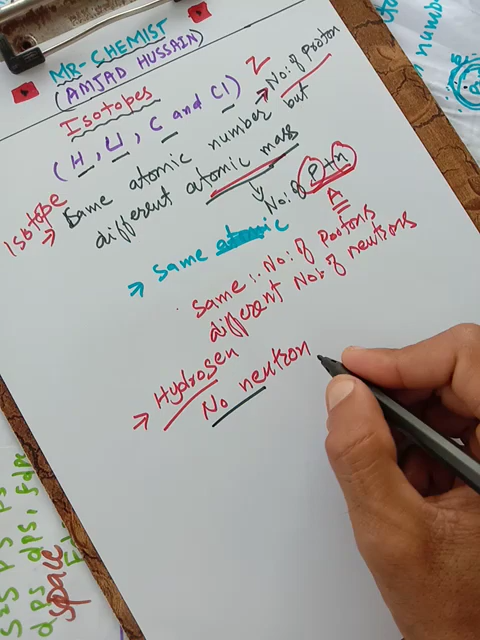 MR-CHEMIST
(AMJAD HUSSAIN)
Isotopes
(H, U, C and Cl)
Z
No: of Proton
Isotope
Same atomic number but
different atomic mass
No: of P+n
A
Same
Same :. No: of Protons
different No: of neutrons
Hydrogen
No neutron
space